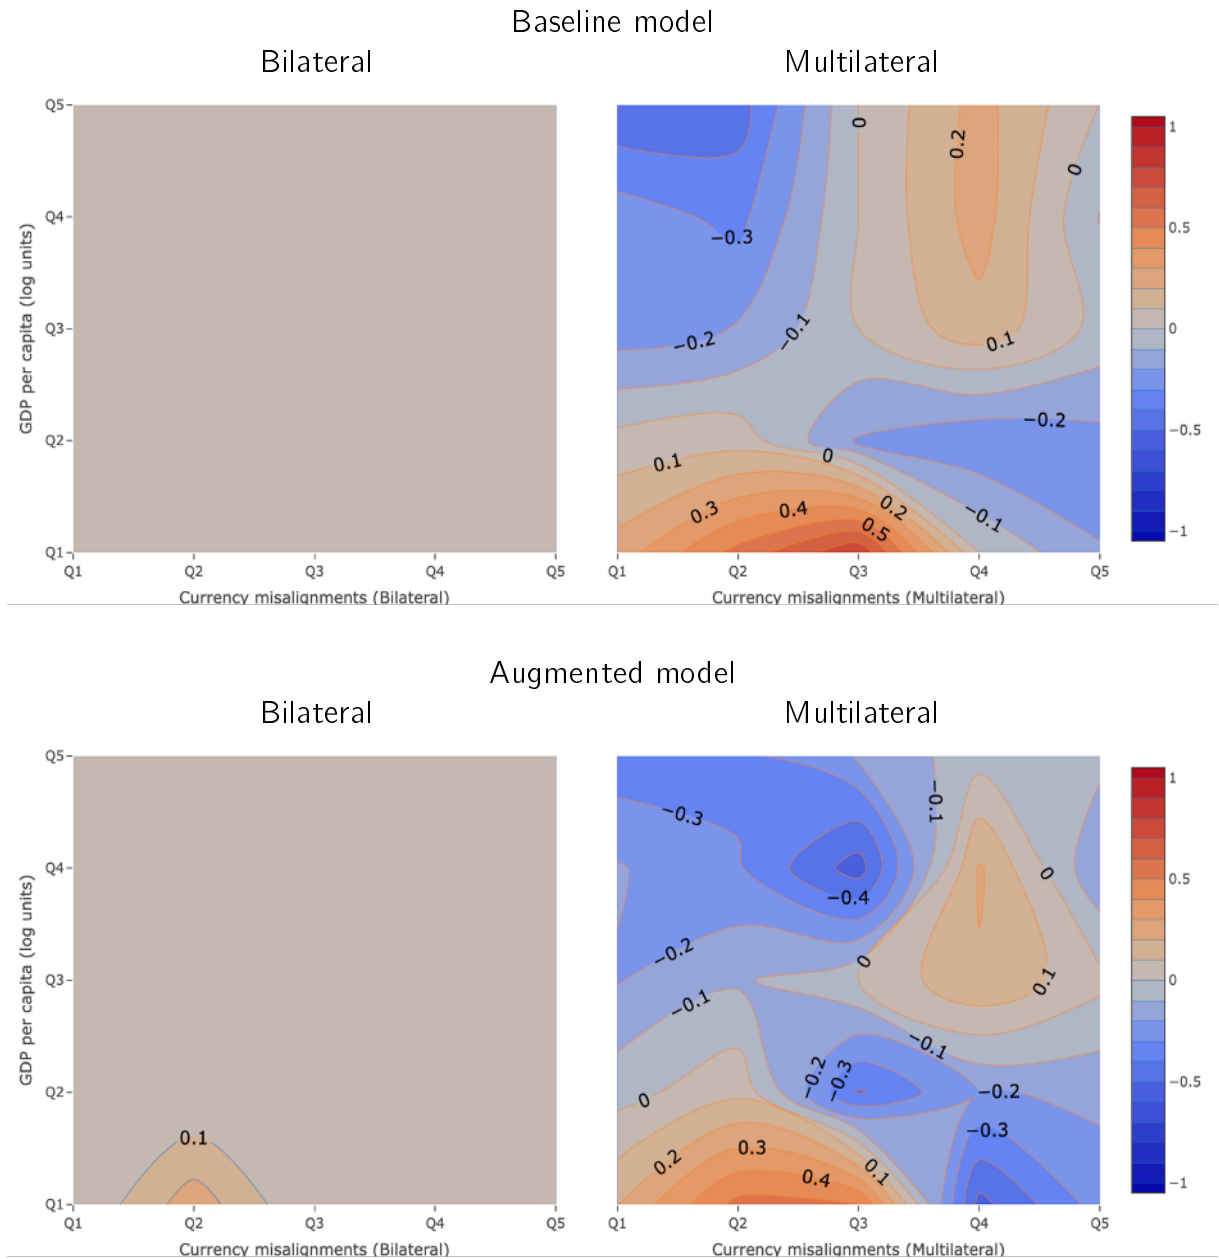 Baseline model
Bilateral
Multilateral
Q5
Q4
Q3
Q2
Q1
GDP per capita (log units)
Q1 Q2 Q3 Q4 Q5
Currency misalignments (Bilateral)
0
0.2
0
−0.3
−0.2
−0.1
0.1
−0.2
0.1
0
0.3
0.4
0.2
0.5
−0.1
Q1 Q2 Q3 Q4 Q5
Currency misalignments (Multilateral)
1
0.5
0
−0.5
−1
Augmented model
Bilateral
Multilateral
Q5
Q4
Q3
Q2
Q1
GDP per capita (log units)
0.1
Q1 Q2 Q3 Q4 Q5
Currency misalignments (Bilateral)
−0.3
−0.1
−0.4
0
−0.2
0
0.1
−0.1
−0.1
−0.2
−0.3
−0.2
0
−0.3
0.2
0.3
0.4
0.1
Q1 Q2 Q3 Q4 Q5
Currency misalignments (Multilateral)
1
0.5
0
−0.5
−1